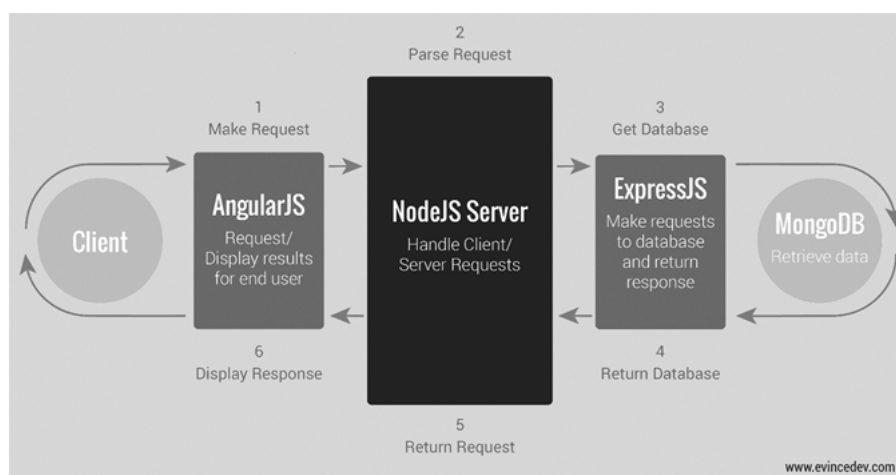 2
Parse Request
1
Make Request
3
Get Database
Client
AngularJS
Request/
Display results
for end user
NodeJS Server
Handle Client/
Server Requests
ExpressJS
Make requests
to database
and return
response
MongoDB
Retrieve data
6
Display Response
4
Return Database
5
Return Request
www.evincedev.com